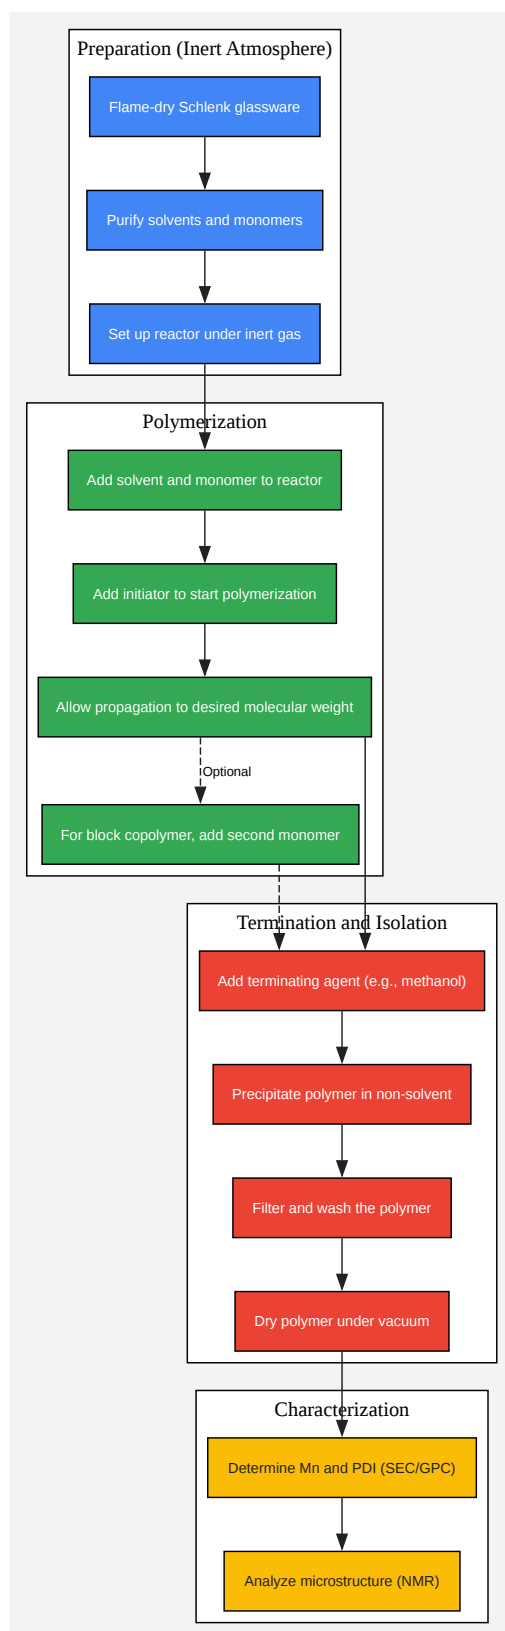 Preparation (Inert Atmosphere)
Flame-dry Schlenk glassware
Purify solvents and monomers
Set up reactor under inert gas
Polymerization
Add solvent and monomer to reactor
Add initiator to start polymerization
Allow propagation to desired molecular weight
Optional
For block copolymer, add second monomer
Termination and Isolation
Add terminating agent (e.g., methanol)
Precipitate polymer in non-solvent
Filter and wash the polymer
Dry polymer under vacuum
Characterization
Determine Mn and PDI (SEC/GPC)
Analyze microstructure (NMR)